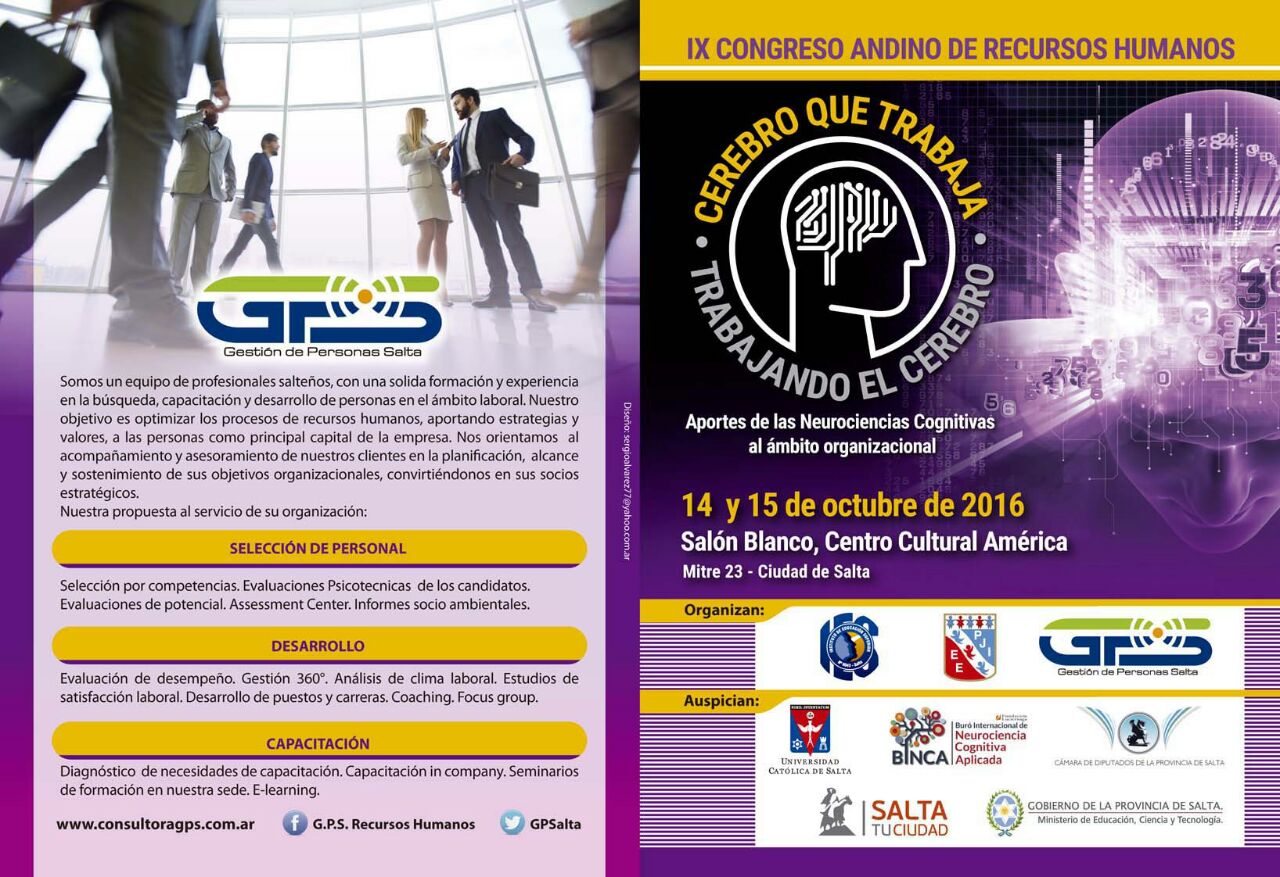 GPS
Gestión de Personas Salta
Somos un equipo de profesionales salteños, con una solida formación y experiencia
en la búsqueda, capacitación y desarrollo de personas en el ámbito laboral. Nuestro
objetivo es optimizar los procesos de recursos humanos, aportando estrategias y
valores, a las personas como principal capital de la empresa. Nos orientamos al
acompañamiento y asesoramiento de nuestros clientes en la planificación, alcance
y sostenimiento de sus objetivos organizacionales, convirtiéndonos en sus socios
estratégicos.
Nuestra propuesta al servicio de su organización:
SELECCIÓN DE PERSONAL
Selección por competencias. Evaluaciones Psicotecnicas de los candidatos.
Evaluaciones de potencial. Assessment Center. Informes socio ambientales.
DESARROLLO
Evaluación de desempeño. Gestión 360°. Análisis de clima laboral. Estudios de
satisfacción laboral. Desarrollo de puestos y carreras. Coaching. Focus group.
CAPACITACIÓN
Diagnóstico de necesidades de capacitación. Capacitación in company. Seminarios
de formación en nuestra sede. E-learning.
www.consultoragps.com.ar
G.P.S. Recursos Humanos
GPSalta
Diseño: sergioalvarez77@yahoo.com.ar
IX CONGRESO ANDINO DE RECURSOS HUMANOS
• CEREBRO QUE TRABAJA •
TRABAJANDO EL CEREBRO
Aportes de las Neurociencias Cognitivas
al ámbito organizacional
14 y 15 de octubre de 2016
Salón Blanco, Centro Cultural América
Mitre 23 - Ciudad de Salta
Organizan:
IES
PJI
EE
GPS
Gestión de Personas Salta
Auspician:
UNIVERSIDAD
CATÓLICA DE SALTA
BINCA
Buró Internacional de
Neurociencia
Cognitiva
Aplicada
CÁMARA DE DIPUTADOS DE LA PROVINCIA DE SALTA
SALTA
TU CIUDAD
GOBIERNO DE LA PROVINCIA DE SALTA.
Ministerio de Educación, Ciencia y Tecnología.